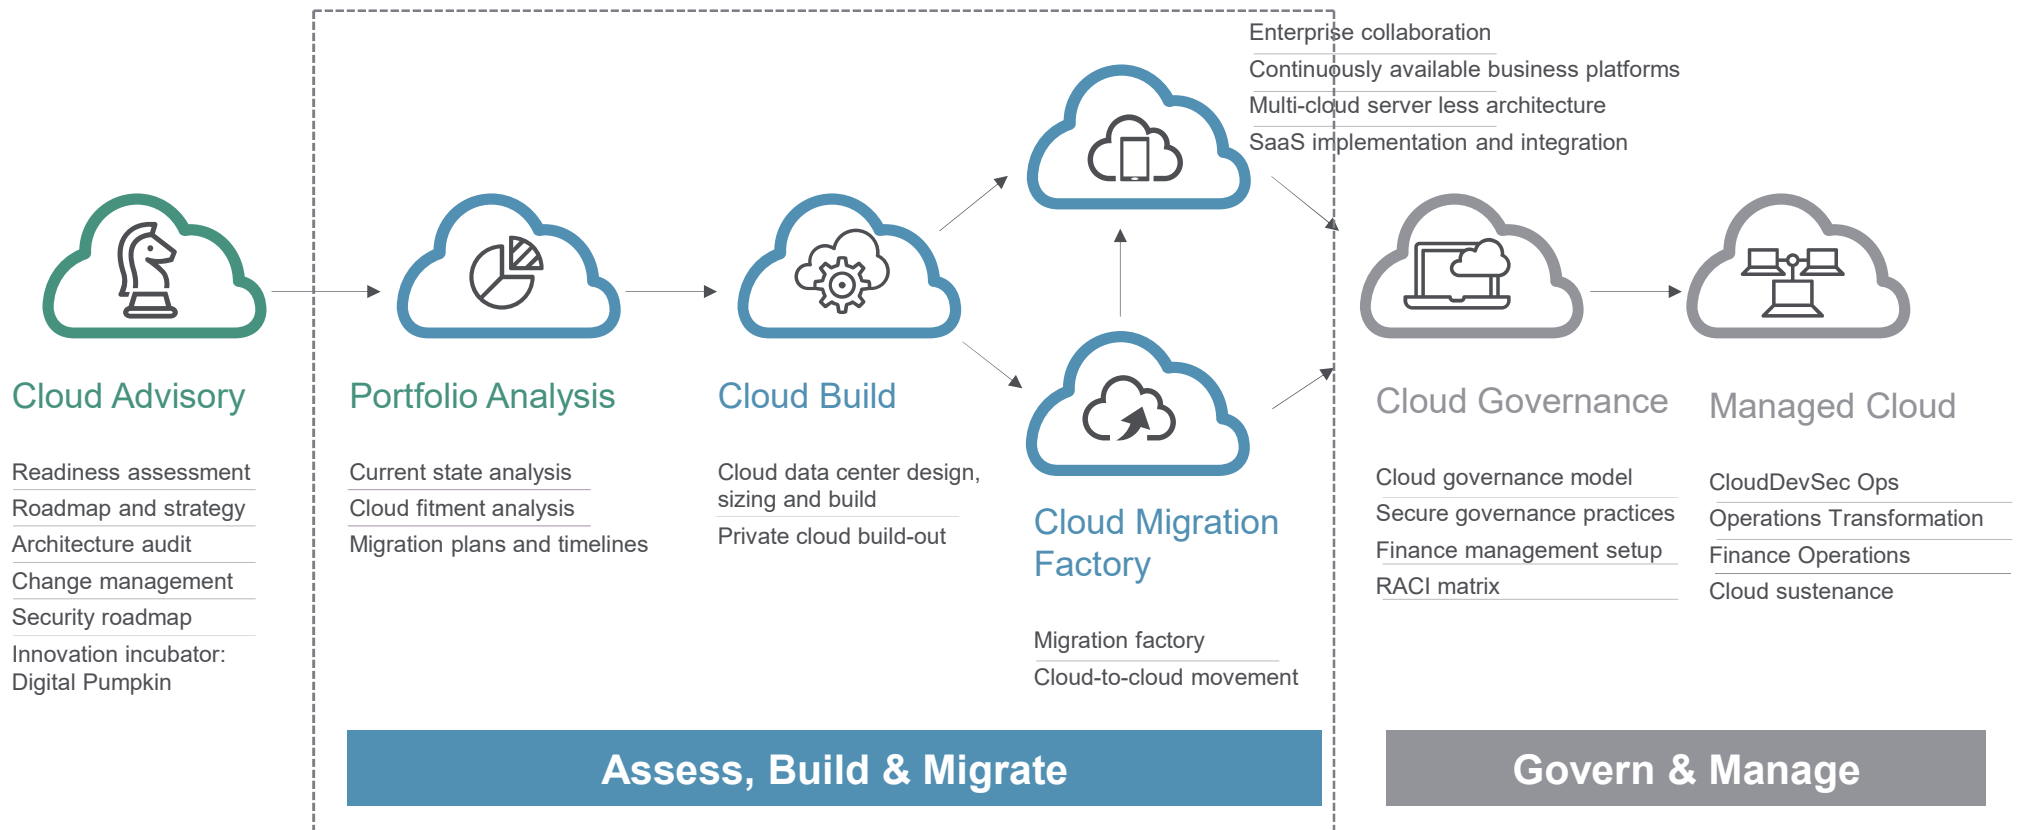 Enterprise collaboration
Continuously available business platforms
Multi-cloud server less architecture
SaaS implementation and integration
Cloud Advisory
Readiness assessment
Roadmap and strategy
Architecture audit
Change management
Security roadmap
Innovation incubator:
Digital Pumpkin
Portfolio Analysis
Current state analysis
Cloud fitment analysis
Migration plans and timelines
Cloud Build
Cloud data center design,
sizing and build
Private cloud build-out
Cloud Migration
Factory
Migration factory
Cloud-to-cloud movement
Cloud Governance
Cloud governance model
Secure governance practices
Finance management setup
RACI matrix
Managed Cloud
CloudDevSec Ops
Operations Transformation
Finance Operations
Cloud sustenance
Assess, Build & Migrate
Govern & Manage